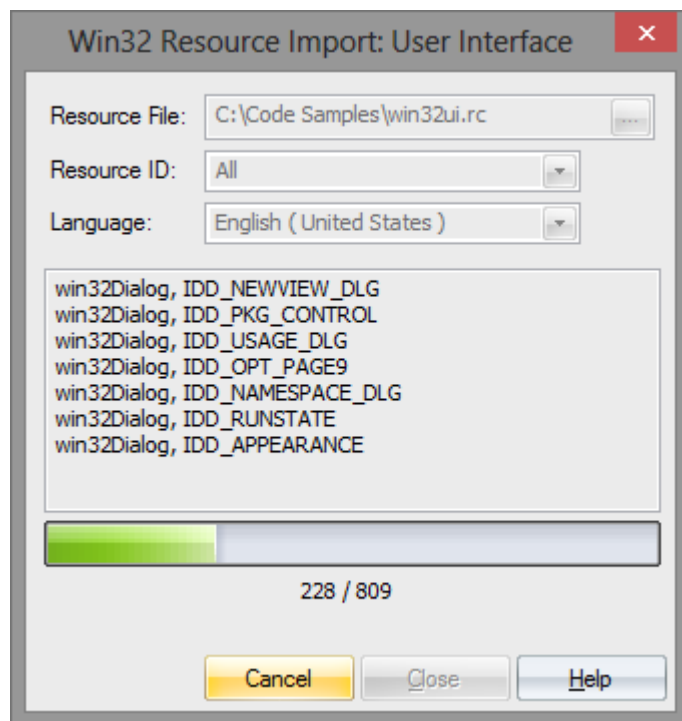 Win32 Resource Import: User Interface
Resource File: C:\Code Samples\win32ui.rc ...
Resource ID: All
Language: English ( United States )
win32Dialog, IDD_NEWVIEW_DLG
win32Dialog, IDD_PKG_CONTROL
win32Dialog, IDD_USAGE_DLG
win32Dialog, IDD_OPT_PAGE9
win32Dialog, IDD_NAMESPACE_DLG
win32Dialog, IDD_RUNSTATE
win32Dialog, IDD_APPEARANCE
228 / 809
Cancel Close Help